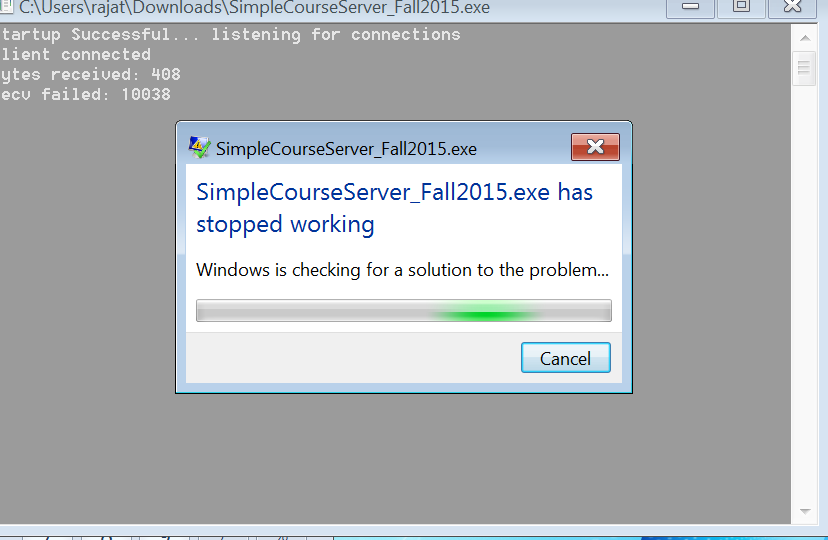 C:\Users\rajat\Downloads\SimpleCourseServer_Fall2015.exe
tartup Successful... listening for connections
lient connected
ytes received: 408
ecv failed: 10038
SimpleCourseServer_Fall2015.exe
SimpleCourseServer_Fall2015.exe has
stopped working
Windows is checking for a solution to the problem...
Cancel